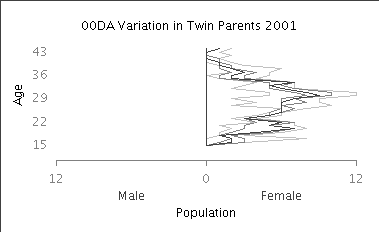 00DA Variation in Twin Parents 2001
43
36
29
22
15
Age
12 0 12
Male Female
Population